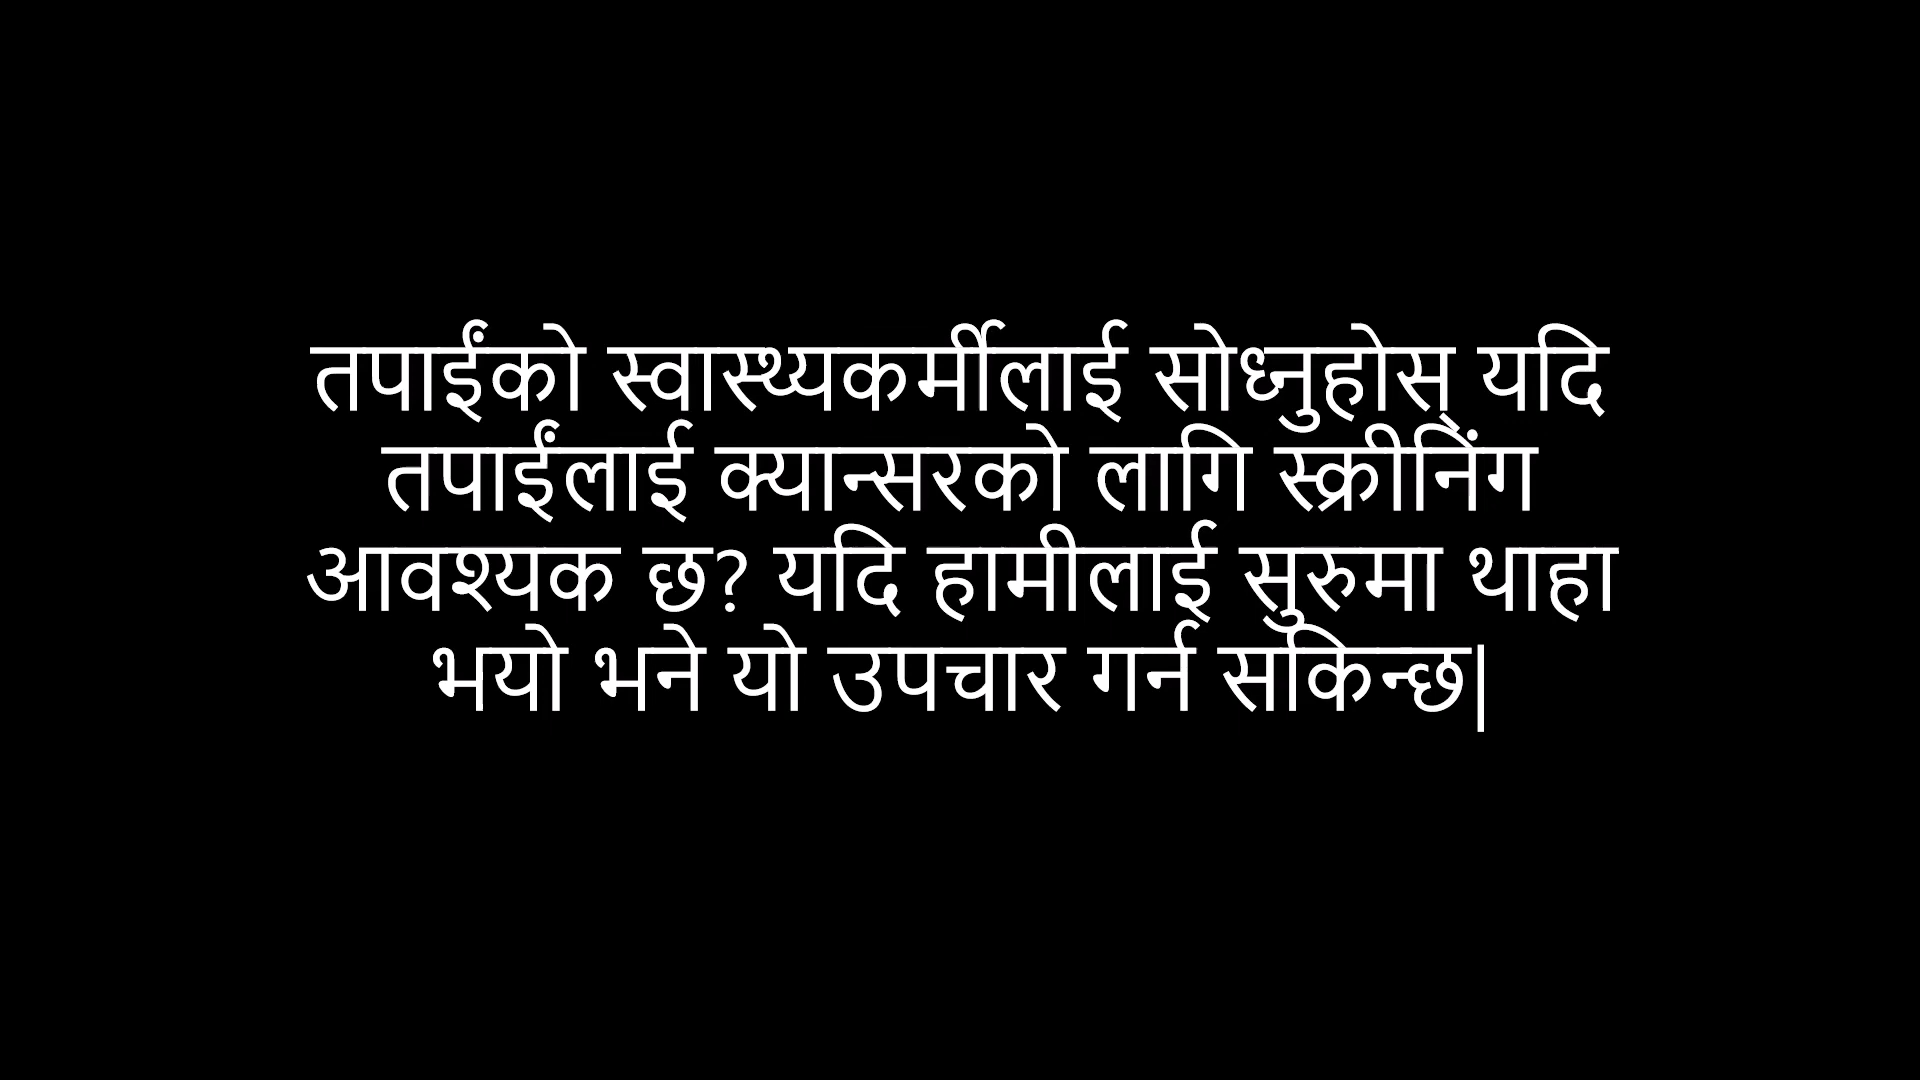 तपाईंको स्वास्थ्यकर्मीलाई सोध्नुहोस् यदि
तपाईंलाई क्यान्सरको लागि स्क्रीनिंग
आवश्यक छ? यदि हामीलाई सुरुमा थाहा
भयो भने यो उपचार गर्न सकिन्छ|